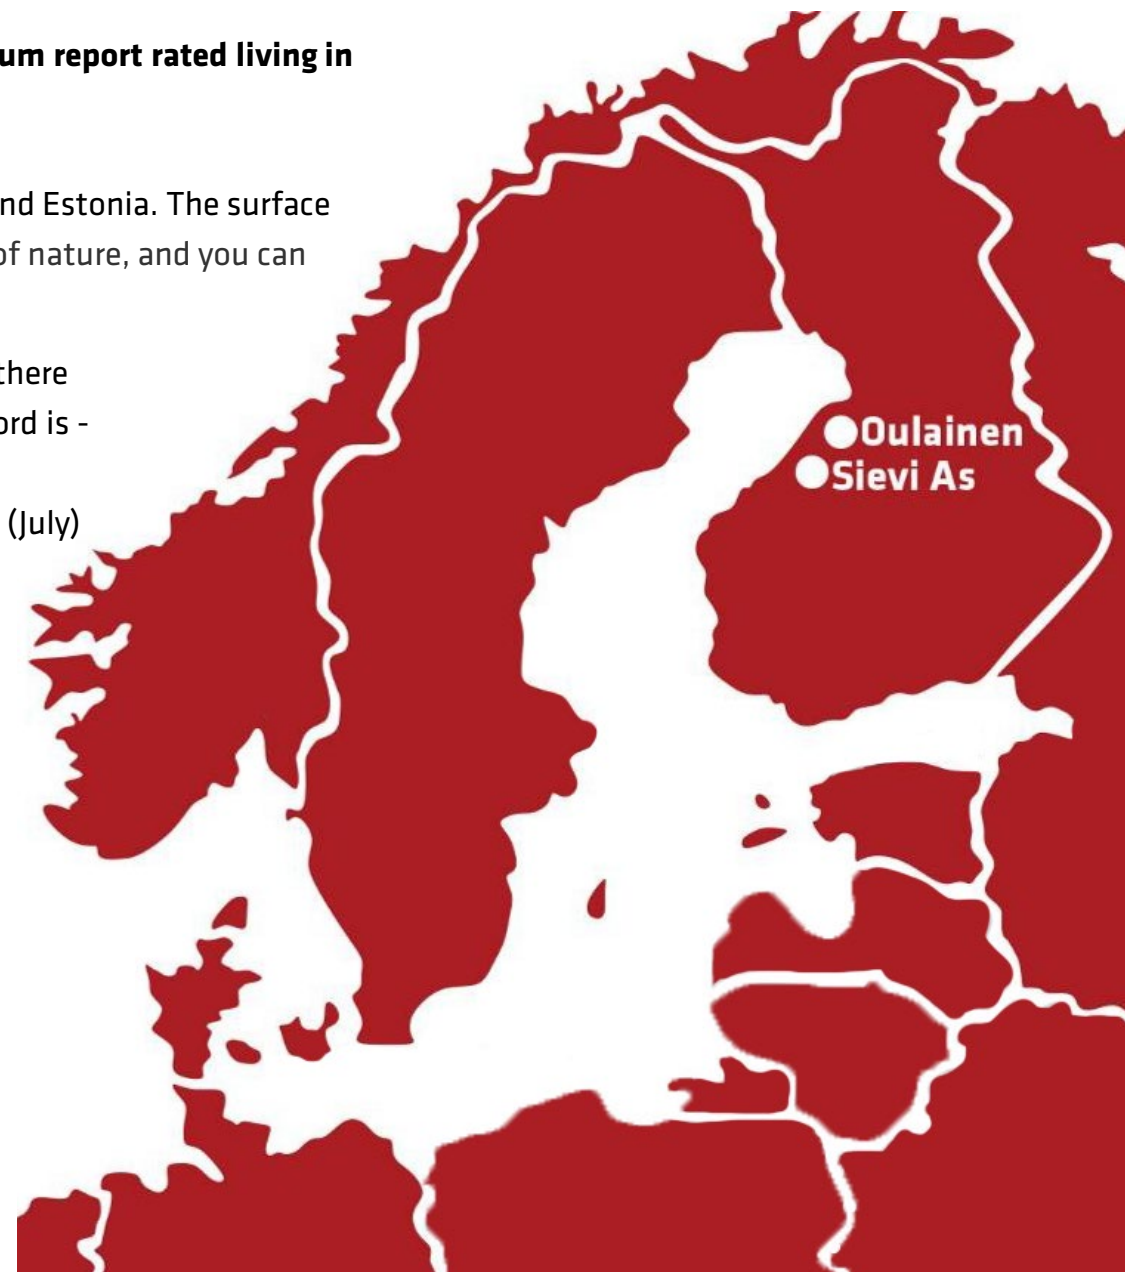 um report rated living in
nd Estonia. The surface
of nature, and you can
there
ord is -
(July)
Oulainen
Sievi As